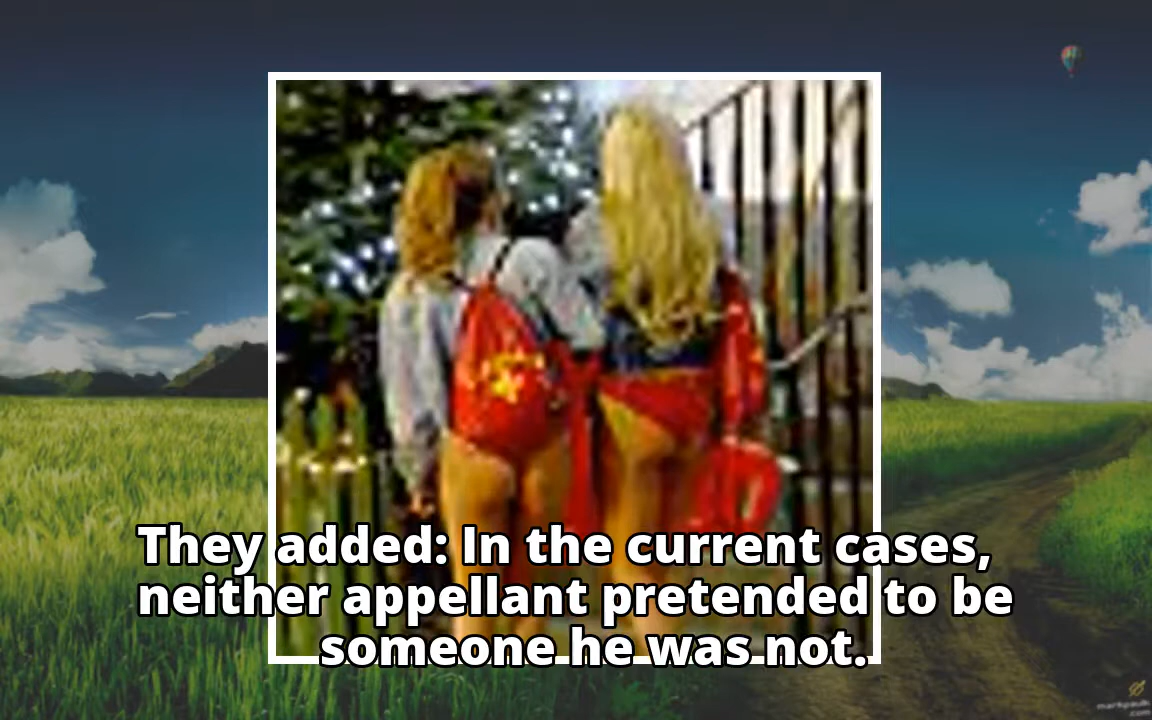 They added: In the current cases,
neither appellant pretended to be
someone he was not.